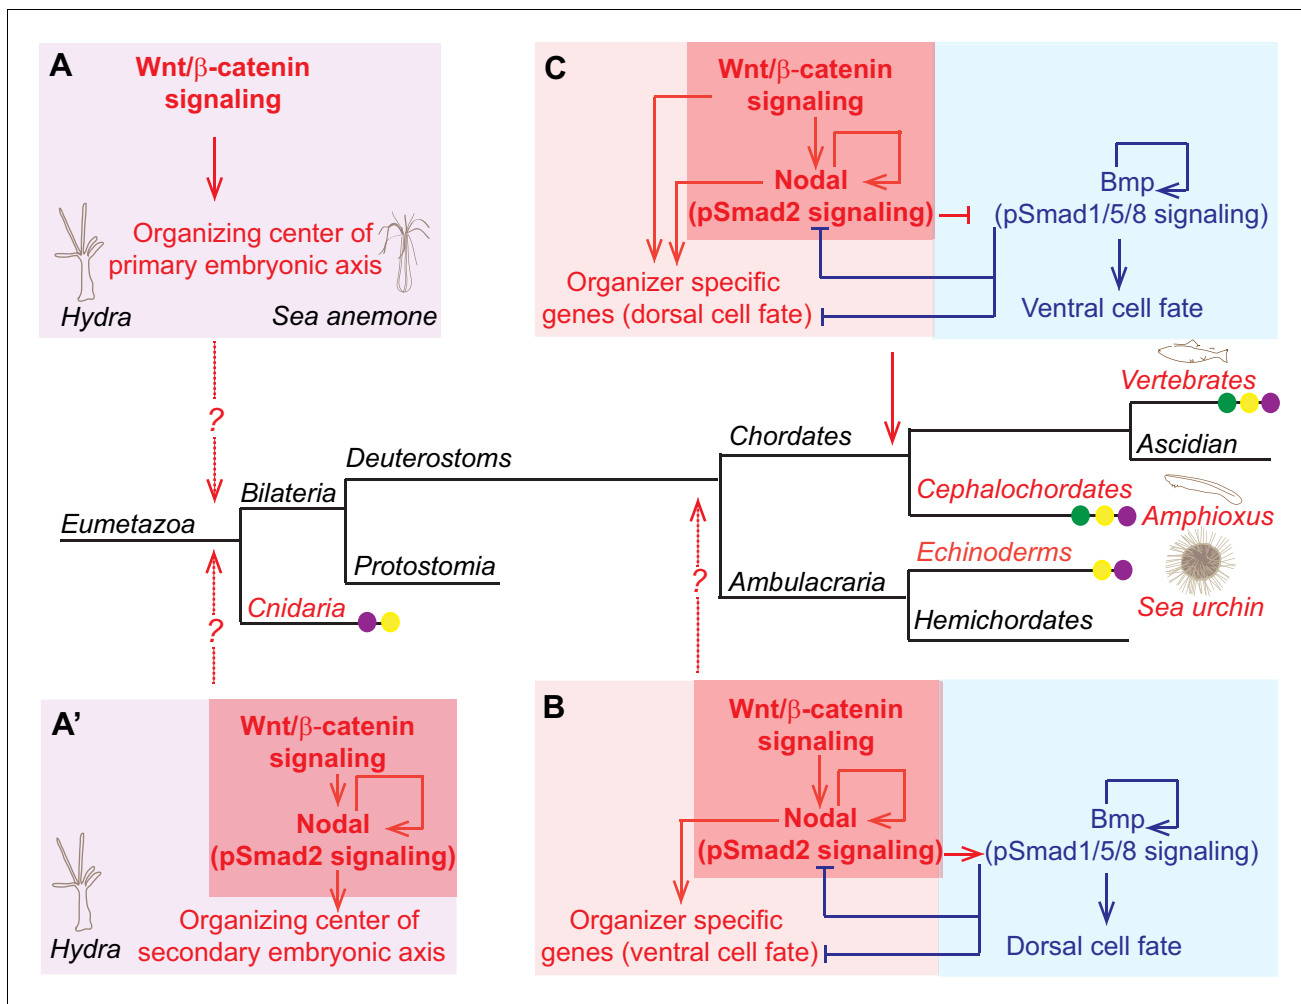 A
Wnt/β-catenin
signaling
Organizing center of
primary embryonic axis
Hydra
Sea anemone
C
Wnt/β-catenin
signaling
Nodal
(pSmad2 signaling)
Bmp
(pSmad1/5/8 signaling)
Organizer specific
genes (dorsal cell fate)
Ventral cell fate
?
Eumetazoa
Bilateria
Deuterostoms
Protostomia
Cnidaria
?
Chordates
Vertebrates
Ascidian
Cephalochordates
Amphioxus
?
Ambulacraria
Echinoderms
Sea urchin
Hemichordates
A’
Wnt/β-catenin
signaling
Nodal
(pSmad2 signaling)
Organizing center of
secondary embryonic axis
Hydra
B
Wnt/β-catenin
signaling
Nodal
(pSmad2 signaling)
Bmp
(pSmad1/5/8 signaling)
Organizer specific
genes (ventral cell fate)
Dorsal cell fate